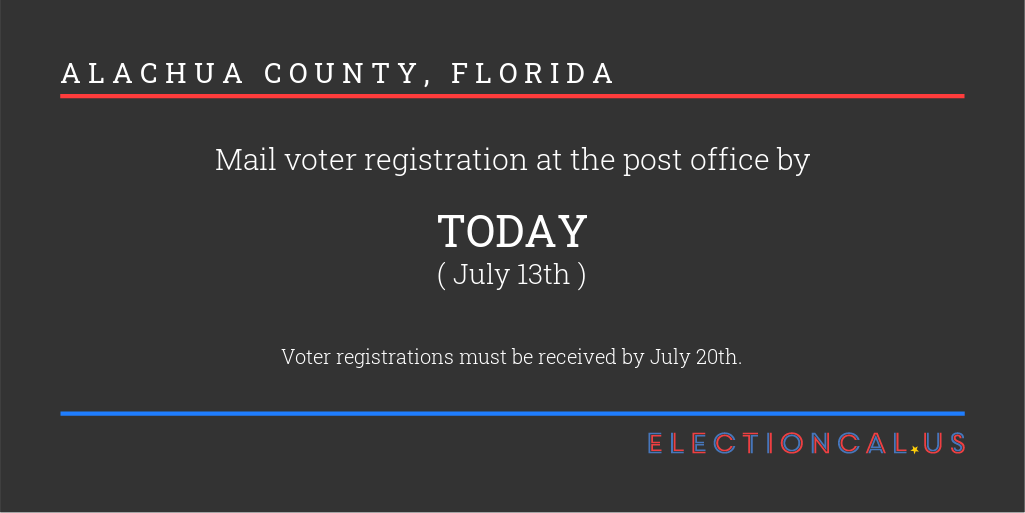 ALACHUA COUNTY, FLORIDA
Mail voter registration at the post office by
TODAY
( July 13th )
Voter registrations must be received by July 20th.
ELECTIONCAL.US